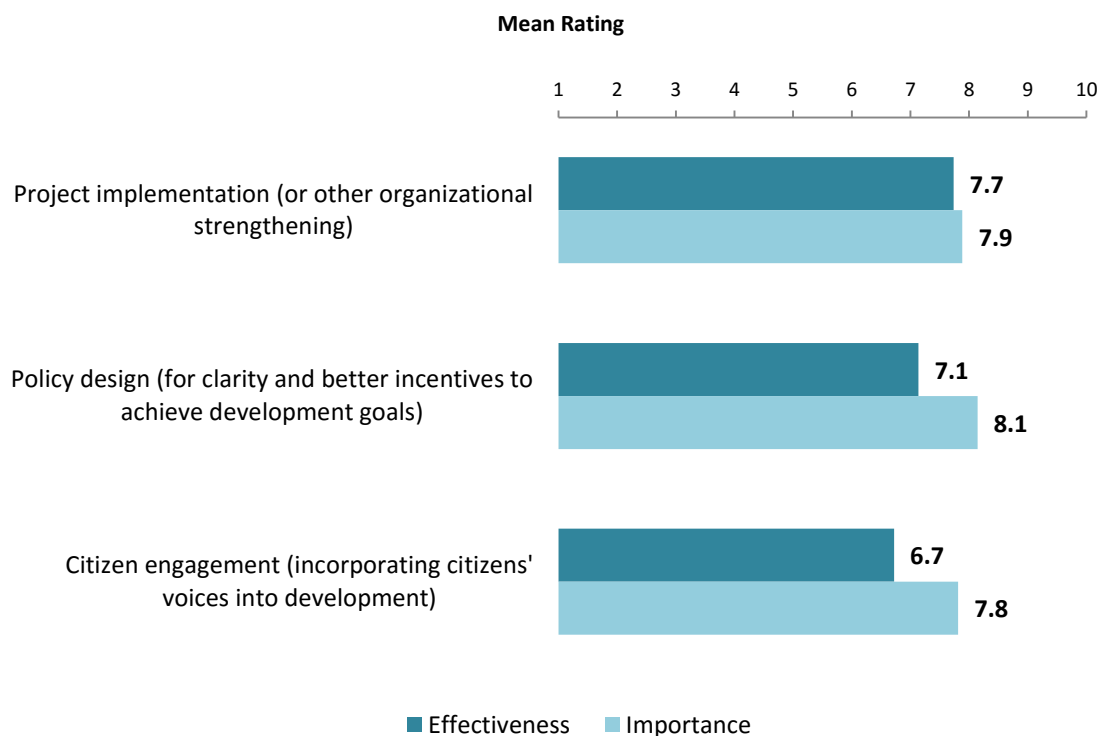 Mean Rating
1 2 3 4 5 6 7 8 9 10
Project implementation (or other organizational
strengthening)
7.7
7.9
Policy design (for clarity and better incentives to
achieve development goals)
7.1
8.1
Citizen engagement (incorporating citizens'
voices into development)
6.7
7.8
Effectiveness Importance